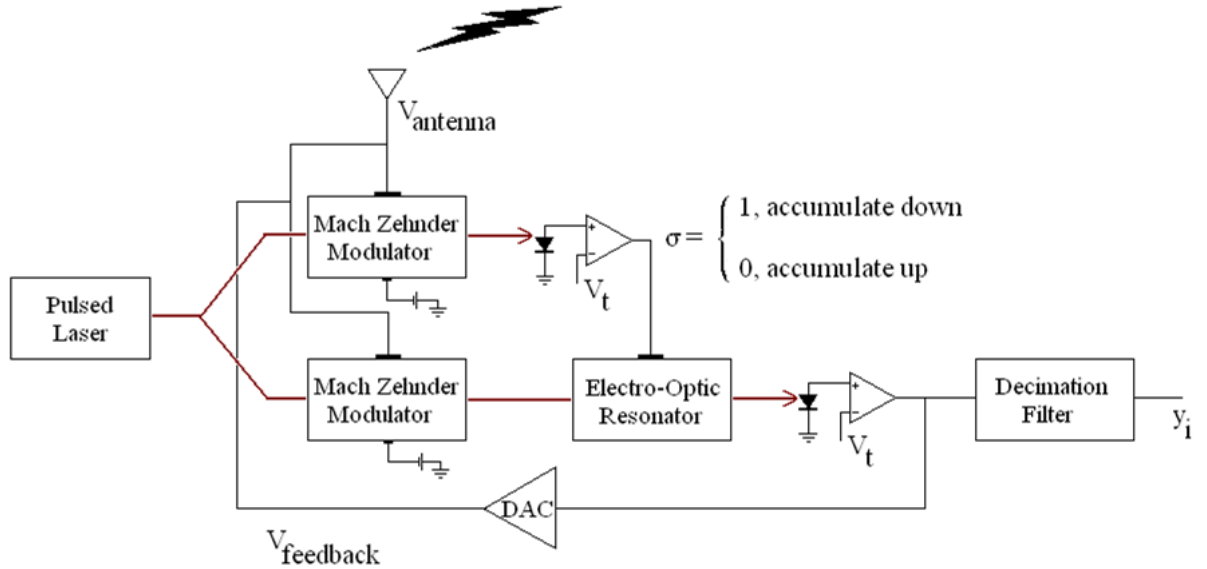 Vantenna
Mach Zehnder
Modulator
+
−
Vt
σ = { 1, accumulate down
0, accumulate up
Pulsed
Laser
Mach Zehnder
Modulator
Electro-Optic
Resonator
+
−
Vt
Decimation
Filter
yi
DAC
Vfeedback